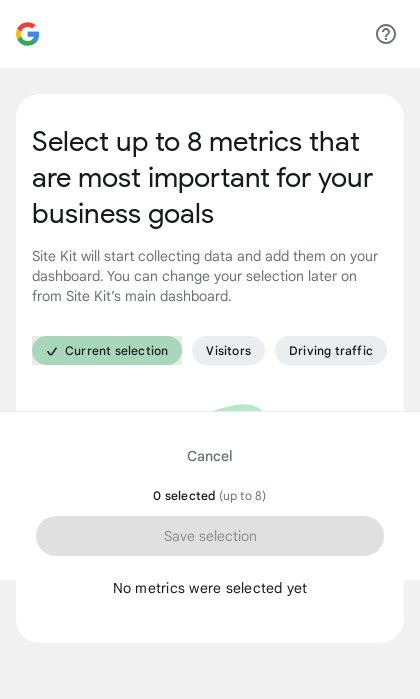 Select up to 8 metrics that
are most important for your
business goals
Site Kit will start collecting data and add them on your
dashboard. You can change your selection later on
from Site Kit’s main dashboard.
Current selection
Visitors
Driving traffic
Cancel
0 selected (up to 8)
Save selection
No metrics were selected yet